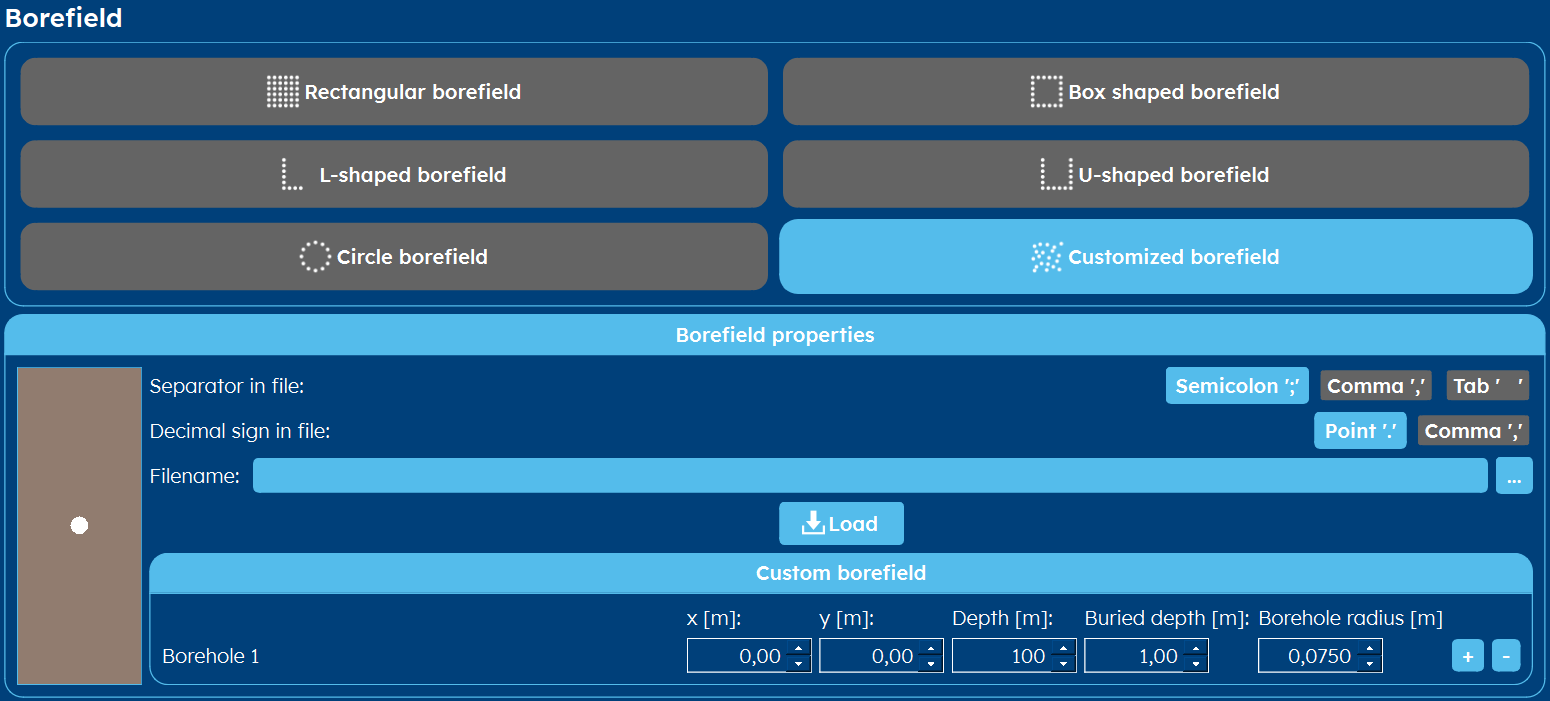 Borefield
Rectangular borefield
Box shaped borefield
L-shaped borefield
U-shaped borefield
Circle borefield
Customized borefield
Borefield properties
Separator in file: Semicolon ';' Comma ',' Tab '   '
Decimal sign in file: Point '.' Comma ','
Filename: ...
Load
Custom borefield
x [m]: y [m]: Depth [m]: Buried depth [m]: Borehole radius [m]
Borehole 1 0,00 0,00 100 1,00 0,0750 + -